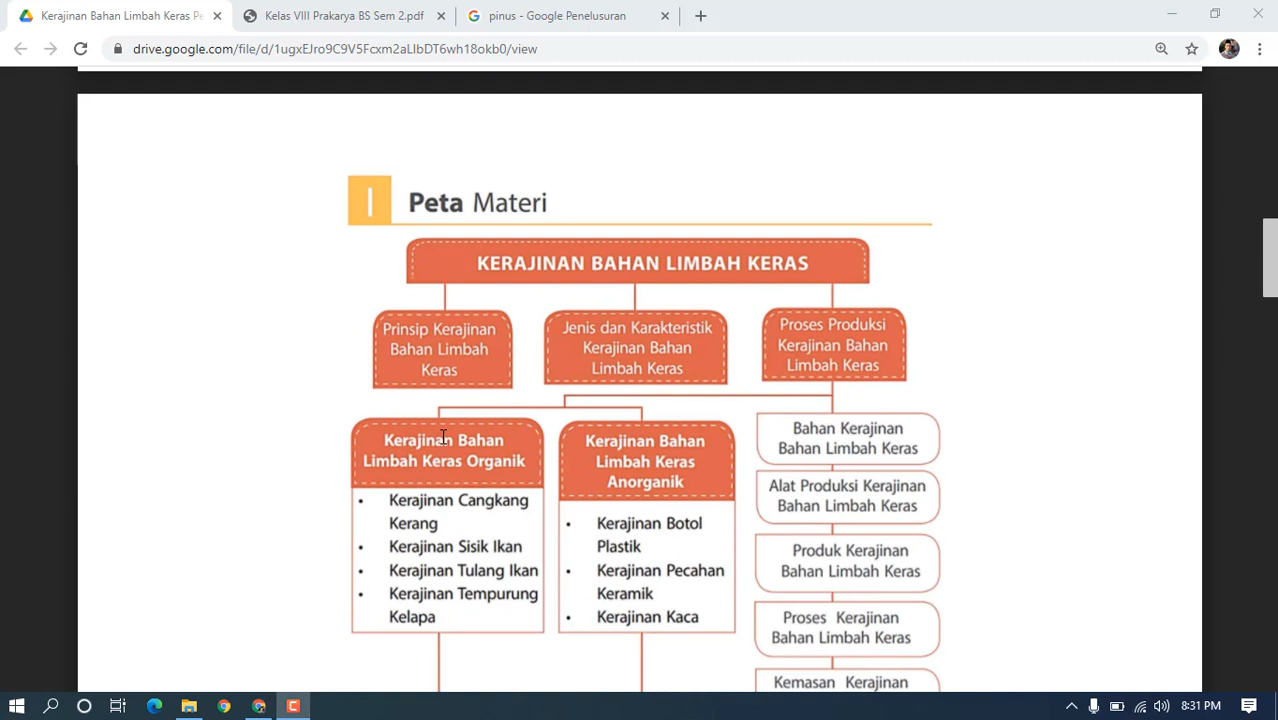 Kerajinan Bahan Limbah Keras Pe
Kelas VIII Prakarya BS Sem 2.pdf
pinus - Google Penelusuran
drive.google.com/file/d/1ugxEJro9C9V5Fcxm2aLlbDT6wh18okb0/view
Peta Materi
KERAJINAN BAHAN LIMBAH KERAS
Prinsip Kerajinan
Bahan Limbah
Keras
Jenis dan Karakteristik
Kerajinan Bahan
Limbah Keras
Proses Produksi
Kerajinan Bahan
Limbah Keras
Kerajinan Bahan
Limbah Keras Organik
• Kerajinan Cangkang
Kerang
• Kerajinan Sisik Ikan
• Kerajinan Tulang Ikan
• Kerajinan Tempurung
Kelapa
Kerajinan Bahan
Limbah Keras
Anorganik
• Kerajinan Botol
Plastik
• Kerajinan Pecahan
Keramik
• Kerajinan Kaca
Bahan Kerajinan
Bahan Limbah Keras
Alat Produksi Kerajinan
Bahan Limbah Keras
Produk Kerajinan
Bahan Limbah Keras
Proses Kerajinan
Bahan Limbah Keras
Kemasan Kerajinan
8:31 PM